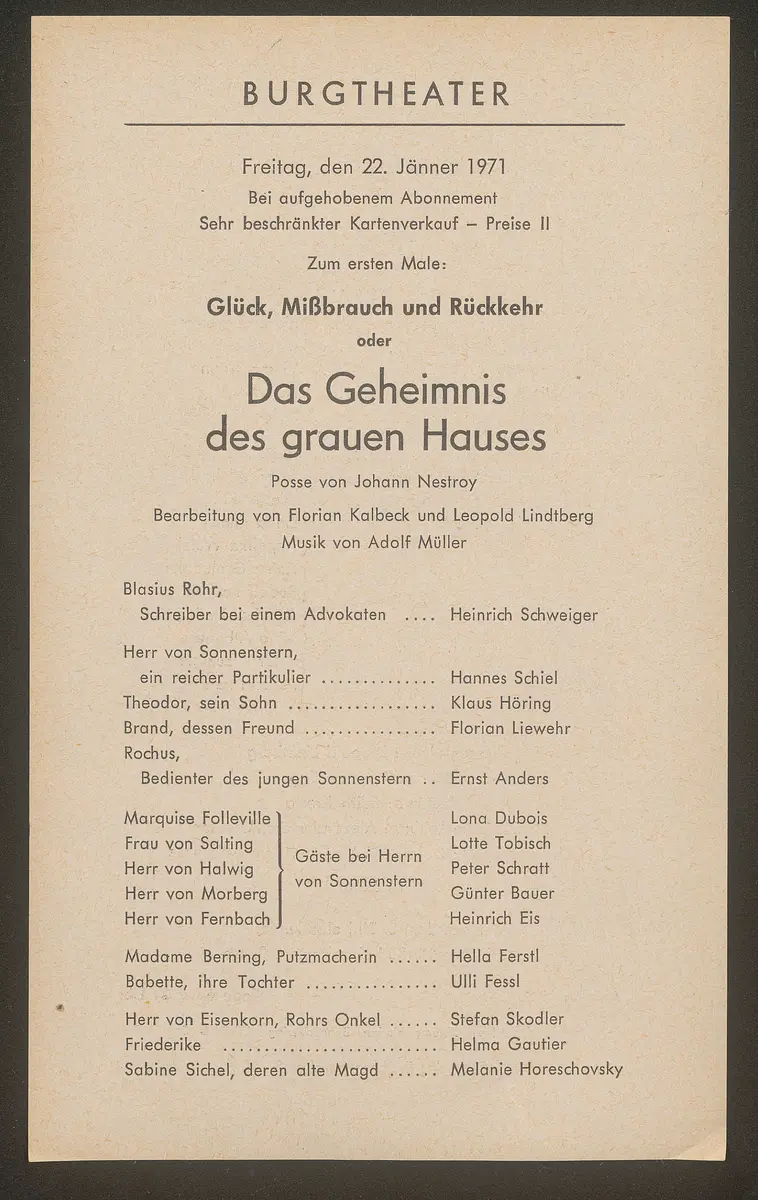 BURGTHEATER
Freitag, den 22. Jänner 1971
Bei aufgehobenem Abonnement
Sehr beschränkter Kartenverkauf – Preise II
Zum ersten Male:
Glück, Mißbrauch und Rückkehr
oder
Das Geheimnis
des grauen Hauses
Posse von Johann Nestroy
Bearbeitung von Florian Kalbeck und Leopold Lindtberg
Musik von Adolf Müller
Blasius Rohr,
Schreiber bei einem Advokaten .... Heinrich Schweiger
Herr von Sonnenstern,
ein reicher Partikulier .............. Hannes Schiel
Theodor, sein Sohn .................. Klaus Höring
Brand, dessen Freund ................ Florian Liewehr
Rochus,
Bedienter des jungen Sonnenstern .. Ernst Anders
Marquise Folleville Lona Dubois
Frau von Salting Lotte Tobisch
Herr von Halwig Peter Schratt
Herr von Morberg Günter Bauer
Herr von Fernbach Heinrich Eis
Gäste bei Herrn
von Sonnenstern
Madame Berning, Putzmacherin ...... Hella Ferstl
Babette, ihre Tochter ................ Ulli Fessl
Herr von Eisenkorn, Rohrs Onkel ...... Stefan Skodler
Friederike .......................... Helma Gautier
Sabine Sichel, deren alte Magd ...... Melanie Horeschovsky